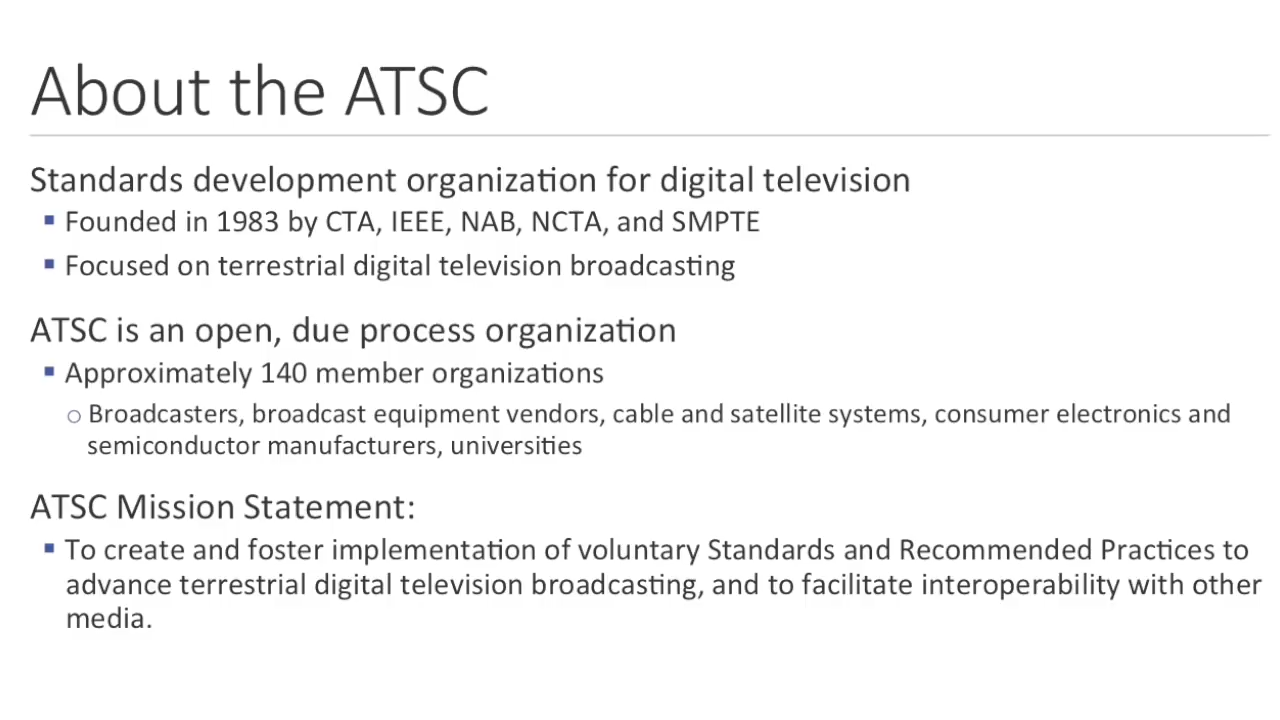 About the ATSC
Standards development organization for digital television
▪ Founded in 1983 by CTA, IEEE, NAB, NCTA, and SMPTE
▪ Focused on terrestrial digital television broadcasting
ATSC is an open, due process organization
▪ Approximately 140 member organizations
o Broadcasters, broadcast equipment vendors, cable and satellite systems, consumer electronics and
semiconductor manufacturers, universities
ATSC Mission Statement:
▪ To create and foster implementation of voluntary Standards and Recommended Practices to
advance terrestrial digital television broadcasting, and to facilitate interoperability with other
media.